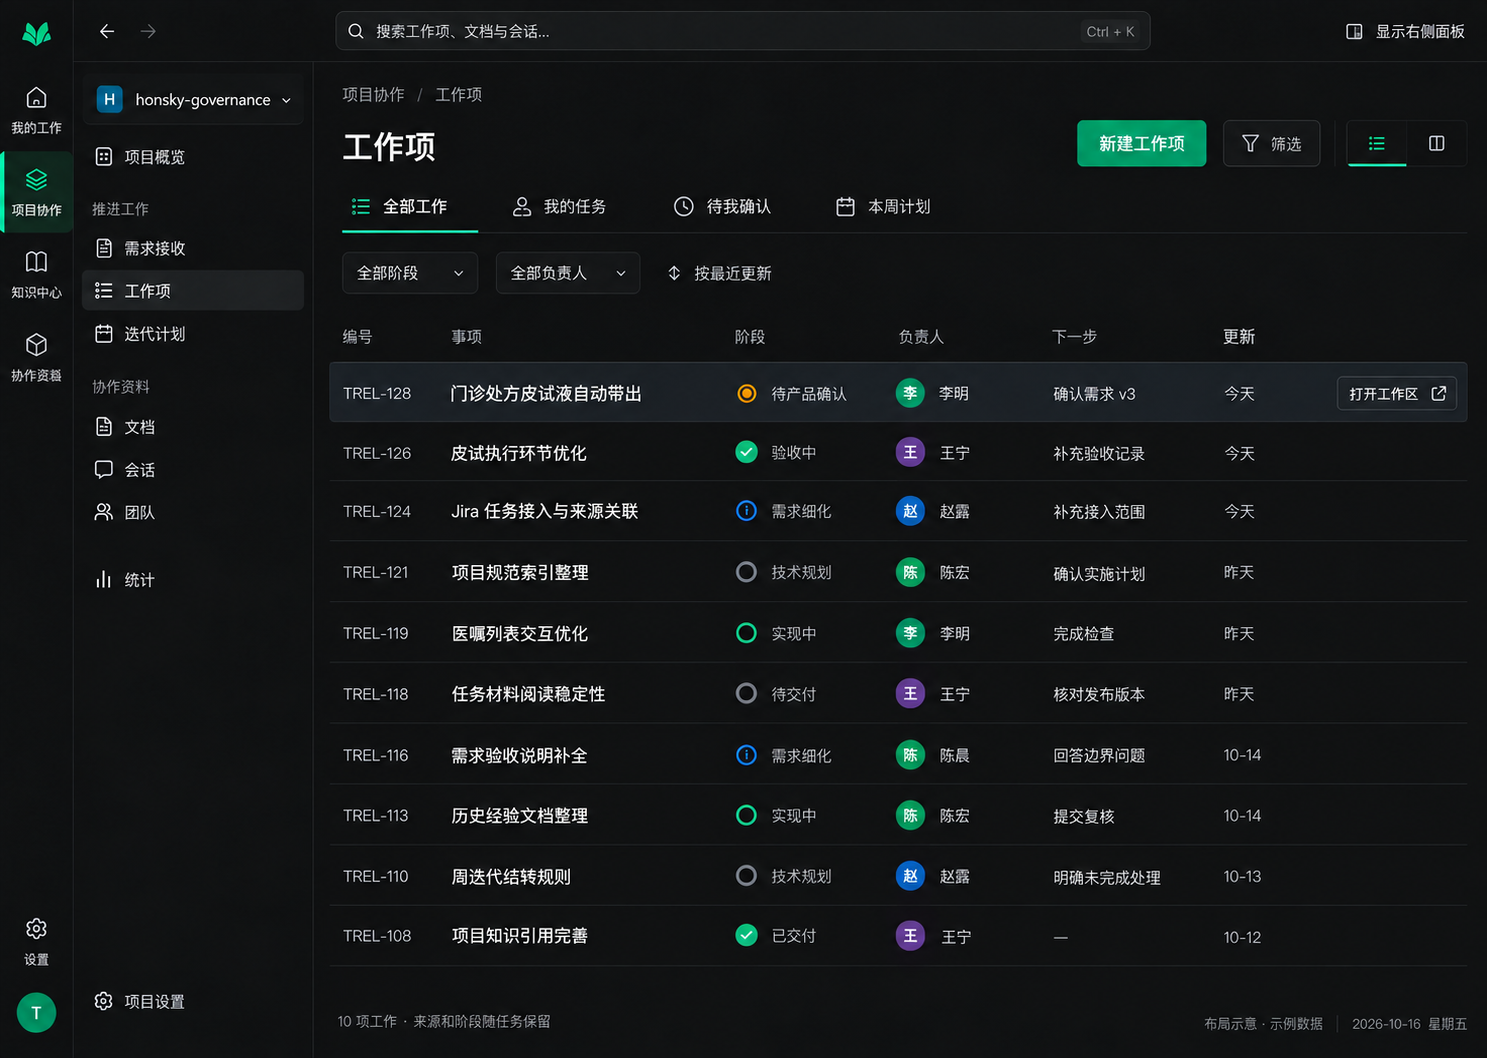 搜索工作项、文档与会话... Ctrl + K
显示右侧面板
我的工作
项目协作
知识中心
协作资产
设置
T
H honsky-governance
项目概览
推进工作
需求接收
工作项
迭代计划
协作资料
文档
会话
团队
统计
项目设置
项目协作 / 工作项
工作项
新建工作项
筛选
全部工作 我的任务 待我确认 本周计划
全部阶段 全部负责人 按最近更新
编号 事项 阶段 负责人 下一步 更新
TREL-128 门诊处方皮试液自动带出 待产品确认 李 李明 确认需求 v3 今天 打开工作区
TREL-126 皮试执行环节优化 验收中 王 王宁 补充验收记录 今天
TREL-124 Jira 任务接入与来源关联 需求细化 赵 赵露 补充接入范围 今天
TREL-121 项目规范索引整理 技术规划 陈 陈宏 确认实施计划 昨天
TREL-119 医嘱列表交互优化 实现中 李 李明 完成检查 昨天
TREL-118 任务材料阅读稳定性 待交付 王 王宁 核对发布版本 昨天
TREL-116 需求验收说明补全 需求细化 陈 陈晨 回答边界问题 10-14
TREL-113 历史经验文档整理 实现中 陈 陈宏 提交复核 10-14
TREL-110 周迭代结转规则 技术规划 赵 赵露 明确未完成处理 10-13
TREL-108 项目知识引用完善 已交付 王 王宁 — 10-12
10 项工作 · 来源和阶段随任务保留
布局示意 · 示例数据 2026-10-16 星期五